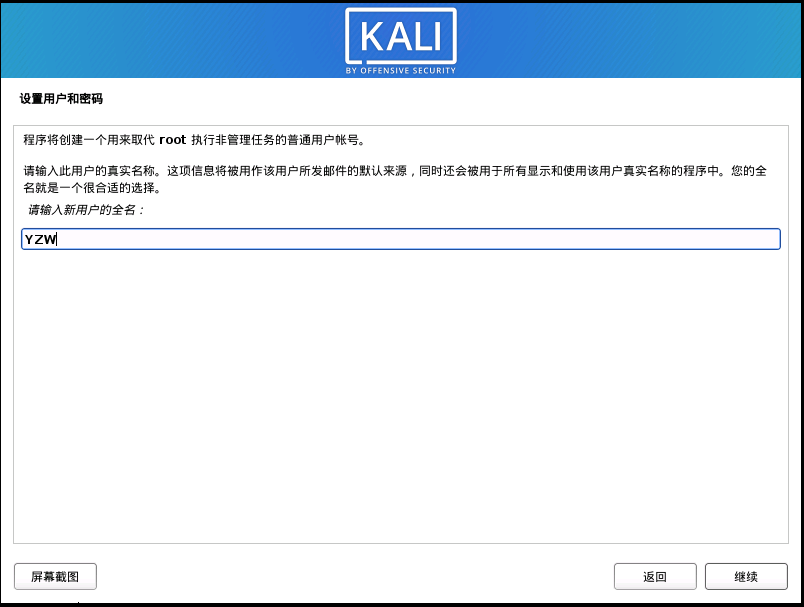 KALI
BY OFFENSIVE SECURITY
设置用户和密码
程序将创建一个用来取代 root 执行非管理任务的普通用户帐号。
请输入此用户的真实名称。这项信息将被用作该用户所发邮件的默认来源，同时还会被用于所有显示和使用该用户真实名称的程序中。您的全
名就是一个很合适的选择。
请输入新用户的全名：
YZW
屏幕截图
返回
继续